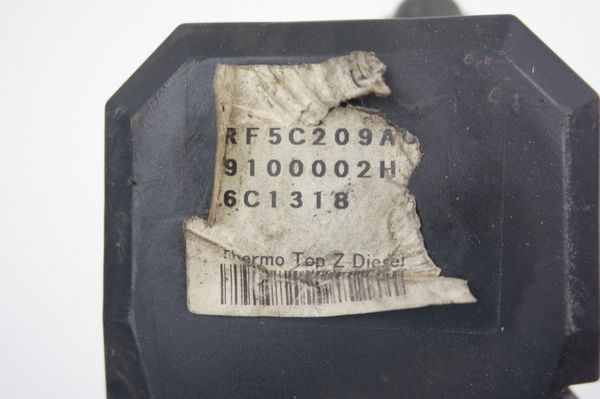 RF5C209A
9100002H
6C1318
Thermo Top Z Diesel